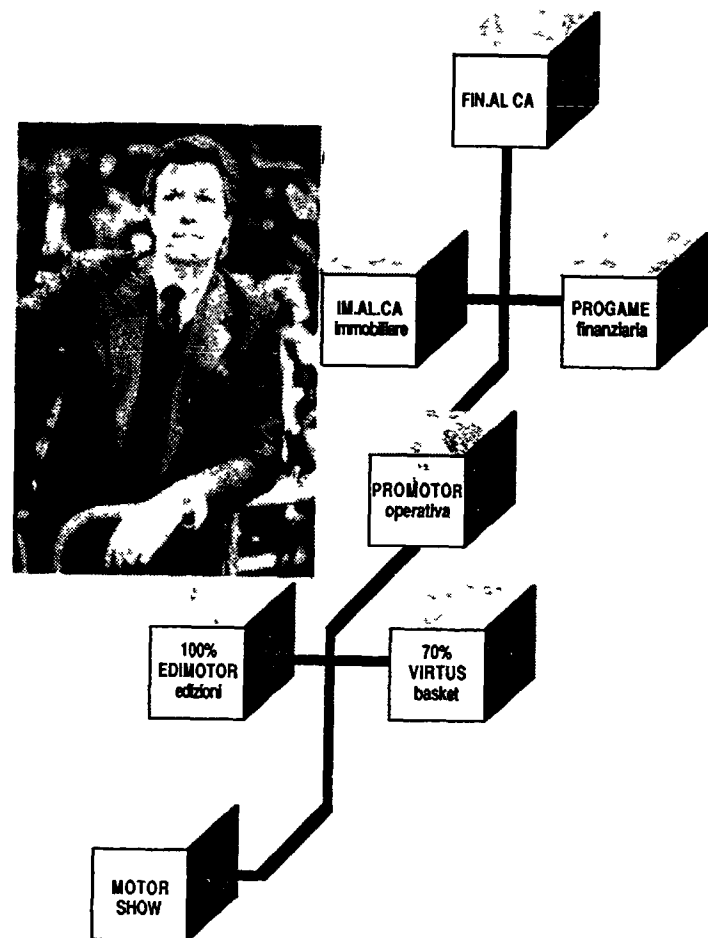 FIN.AL CA
IM.AL.CA
immobiliare
PROGAME
finanziaria
PROMOTOR
operativa
100%
EDIMOTOR
edizioni
70%
VIRTUS
basket
MOTOR
SHOW